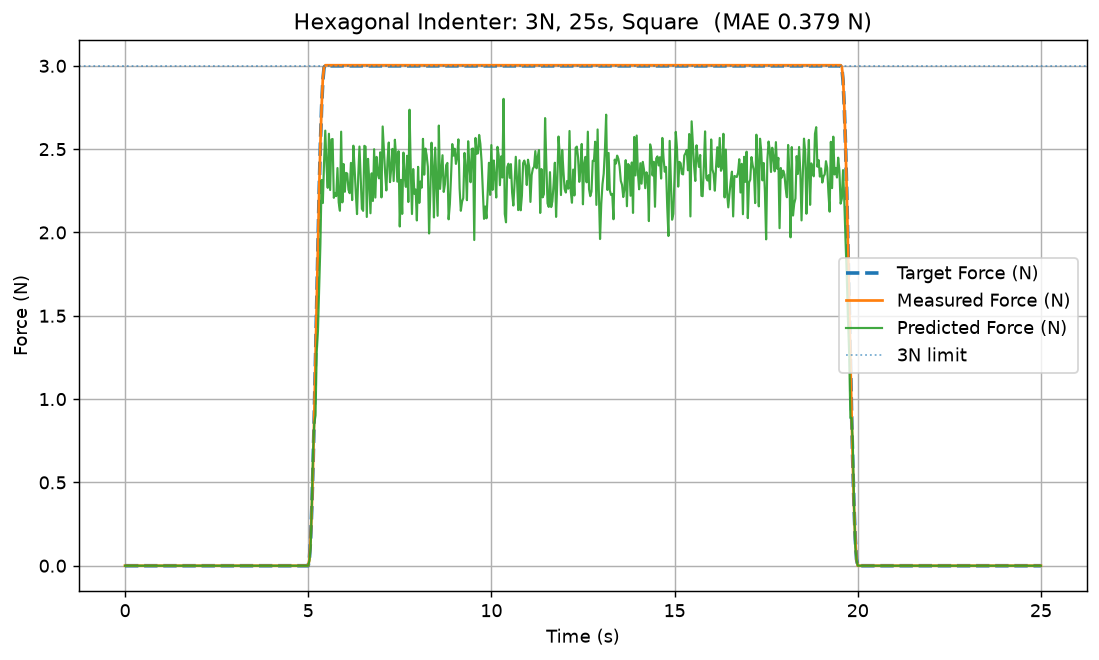 Hexagonal Indenter: 3N, 25s, Square  (MAE 0.379 N)
3.0
2.5
2.0
1.5
1.0
0.5
0.0
Force (N)
Target Force (N)
Measured Force (N)
Predicted Force (N)
3N limit
0 5 10 15 20 25
Time (s)